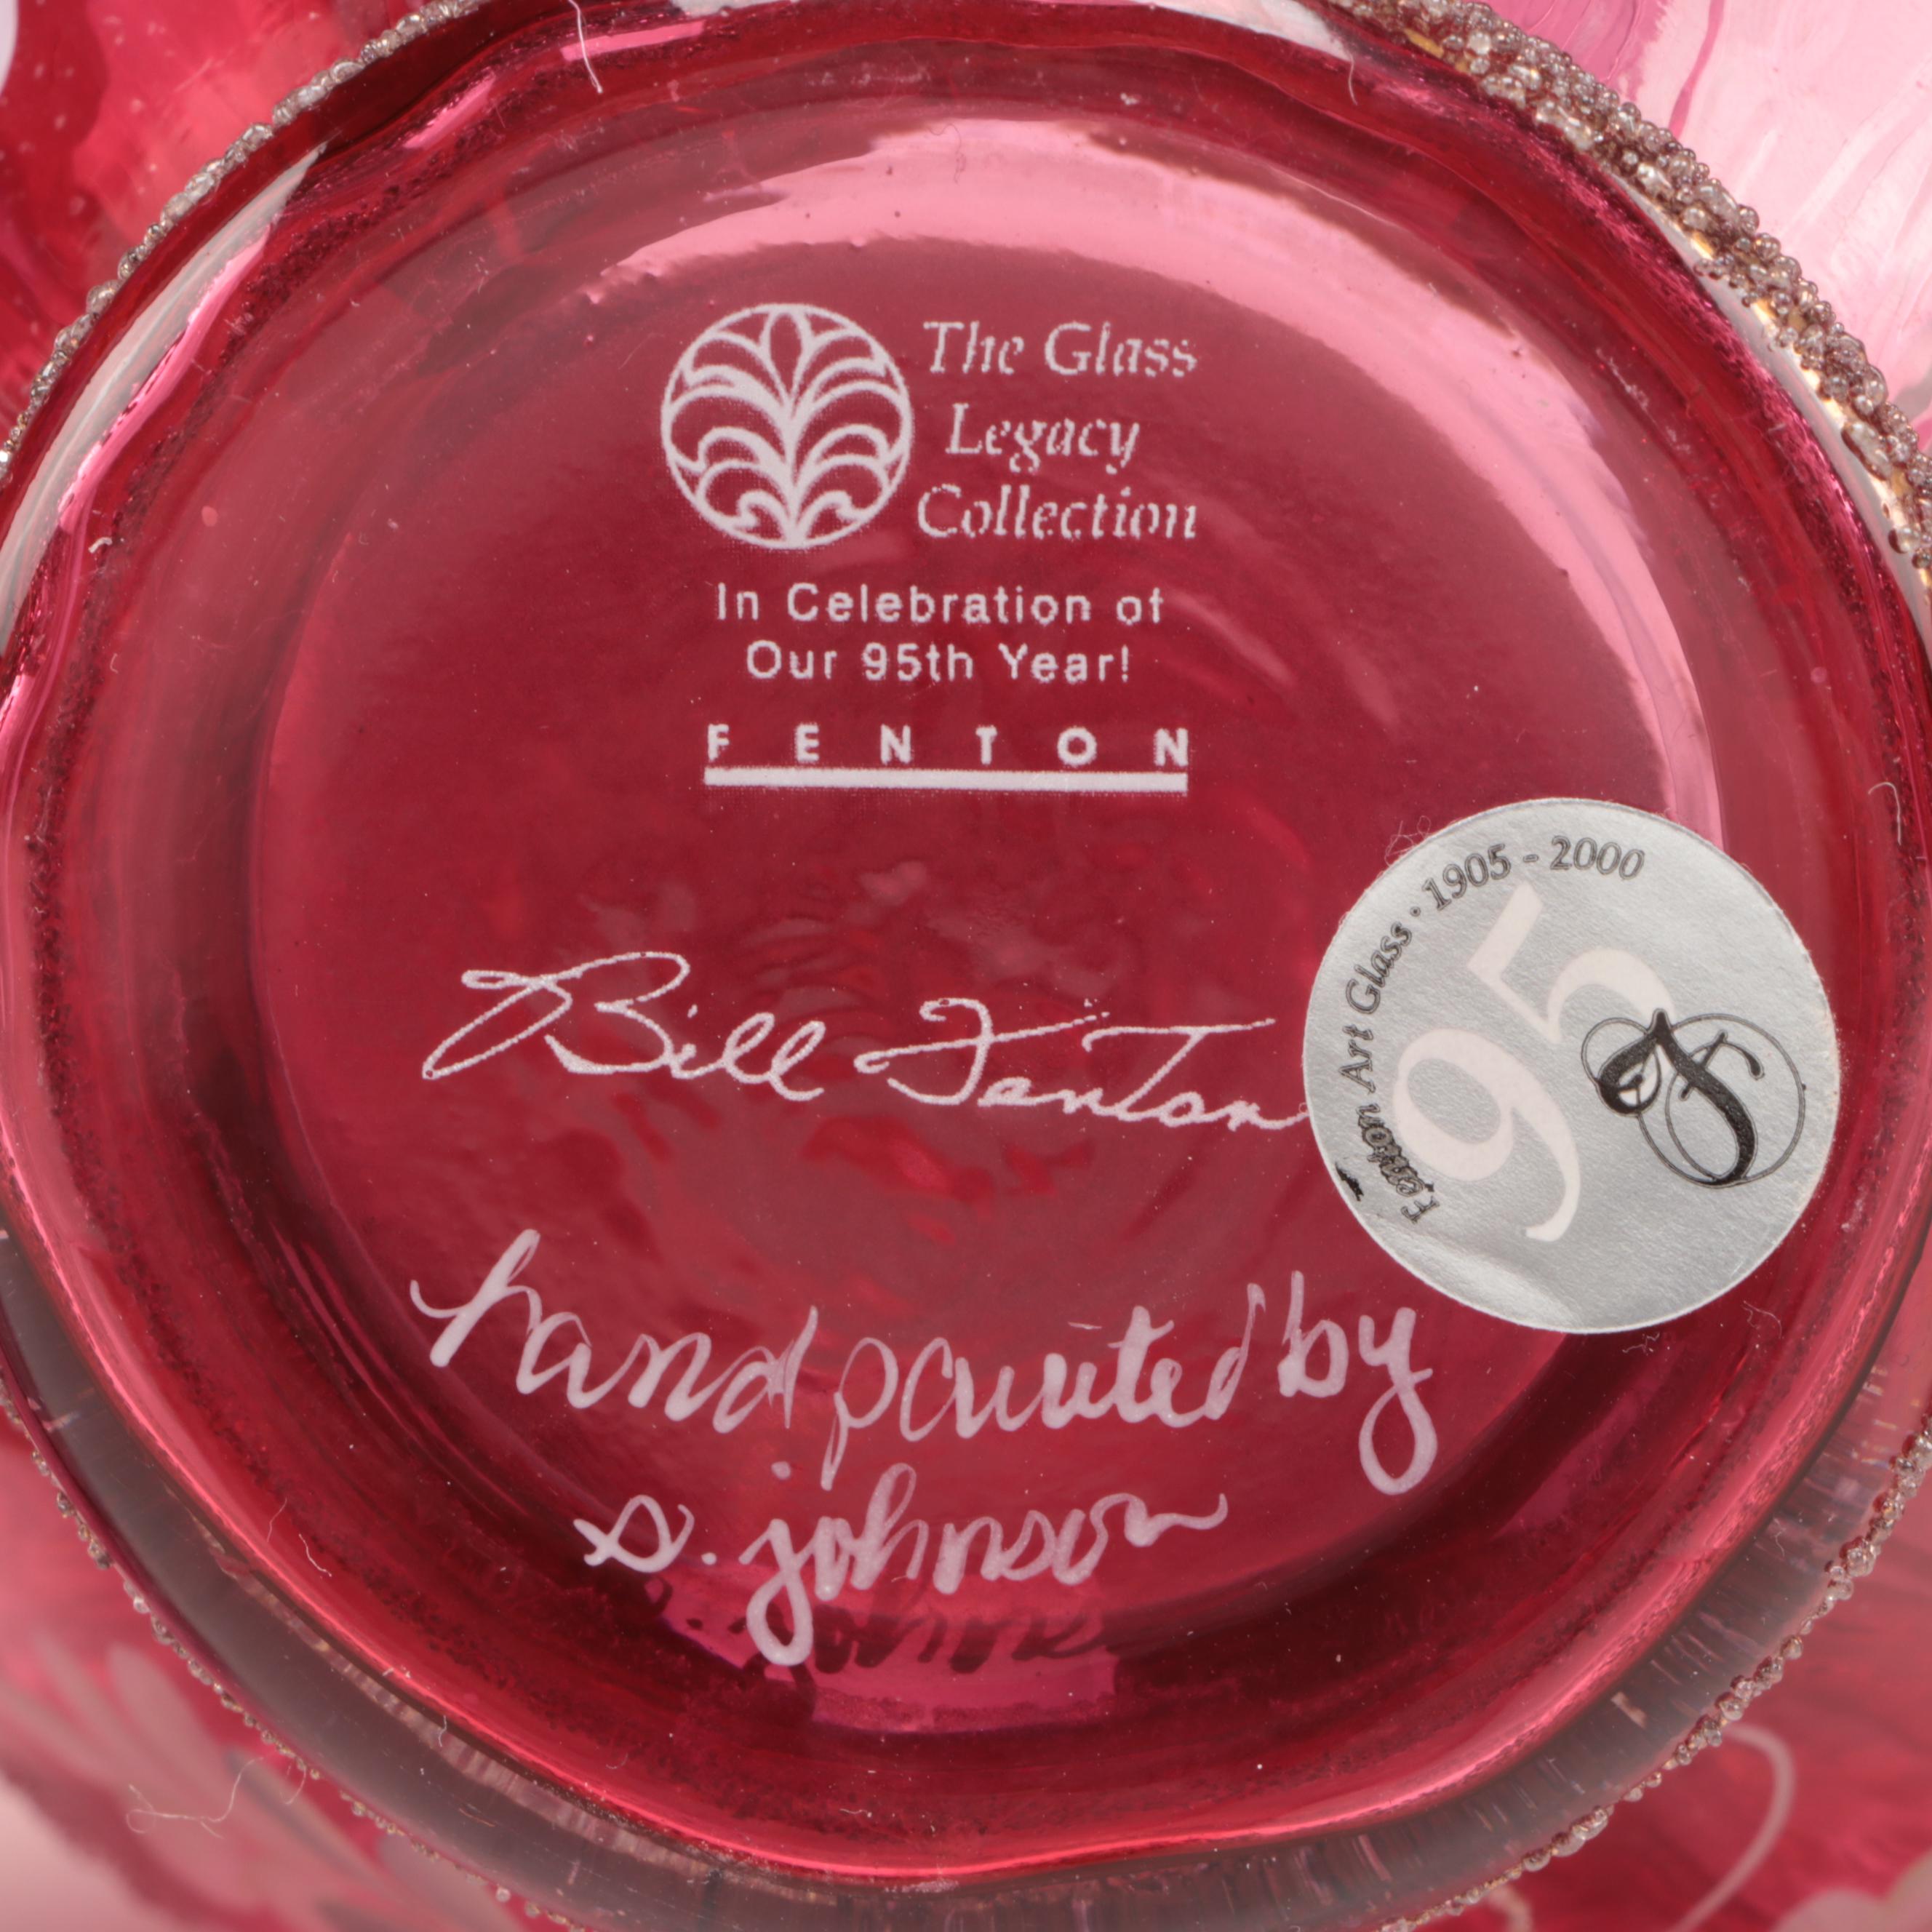 The Glass
Legacy
Collection
In Celebration of
Our 95th Year!
FENTON
Bill Fenton
Fenton Art Glass · 1905 - 2000
95
F
hand painted by
s. johnson